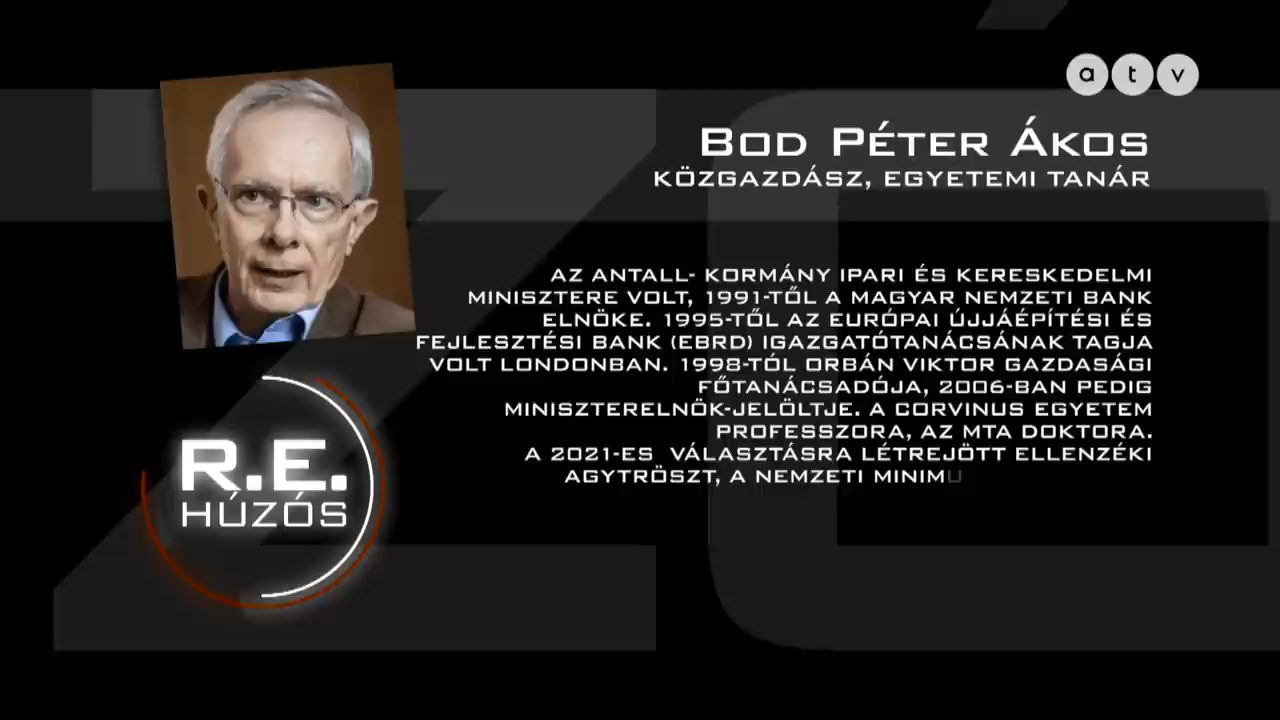 a t v
BOD PÉTER ÁKOS
KÖZGAZDÁSZ, EGYETEMI TANÁR
AZ ANTALL- KORMÁNY IPARI ÉS KERESKEDELMI
MINISZTERE VOLT, 1991-TŐL A MAGYAR NEMZETI BANK
ELNÖKE. 1995-TŐL AZ EURÓPAI ÚJJÁÉPÍTÉSI ÉS
FEJLESZTÉSI BANK (EBRD) IGAZGATÓTANÁCSÁNAK TAGJA
VOLT LONDONBAN. 1998-TÓL ORBÁN VIKTOR GAZDASÁGI
FŐTANÁCSADÓJA, 2006-BAN PEDIG
MINISZTERELNÖK-JELÖLTJE. A CORVINUS EGYETEM
PROFESSZORA, AZ MTA DOKTORA.
A 2021-ES VÁLASZTÁSRA LÉTREJÖTT ELLENZÉKI
AGYTRÖSZT, A NEMZETI MINIMU
R.E.
HÚZÓS